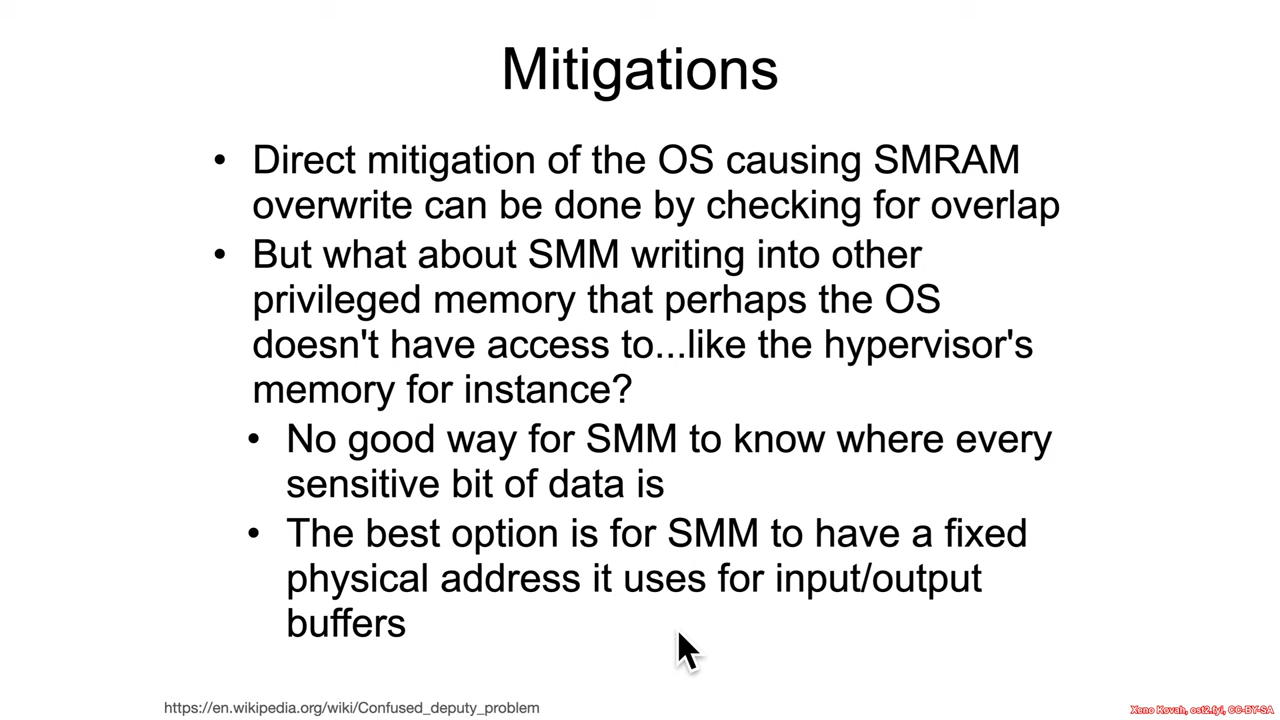 Mitigations
• Direct mitigation of the OS causing SMRAM
overwrite can be done by checking for overlap
• But what about SMM writing into other
privileged memory that perhaps the OS
doesn't have access to...like the hypervisor's
memory for instance?
• No good way for SMM to know where every
sensitive bit of data is
• The best option is for SMM to have a fixed
physical address it uses for input/output
buffers
https://en.wikipedia.org/wiki/Confused_deputy_problem
Xeno Kovah, ost2.fyi, CC-BY-SA